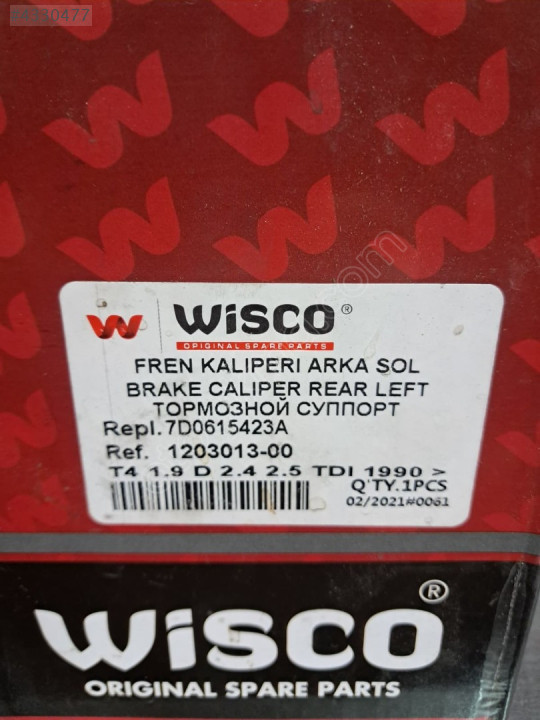 WiSCO®
ORIGINAL SPARE PARTS
FREN KALIPERI ARKA SOL
BRAKE CALIPER REAR LEFT
ТОРМОЗНОЙ СУППОРТ
Repl.7D0615423A
Ref. 1203013-00
T4 1.9 D 2.4 2.5 TDI 1990 >
Q'TY.1PCS
02/2021#0061
WiSCO®
ORIGINAL SPARE PARTS